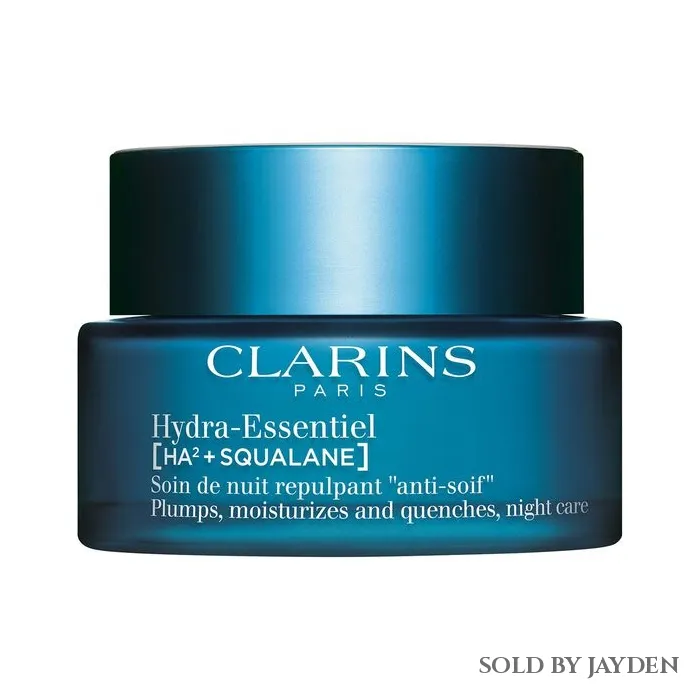 CLARINS
PARIS
Hydra-Essentiel
[HA² + SQUALANE]
Soin de nuit repulpant "anti-soif"
Plumps, moisturizes and quenches, night care
SOLD BY JAYDEN